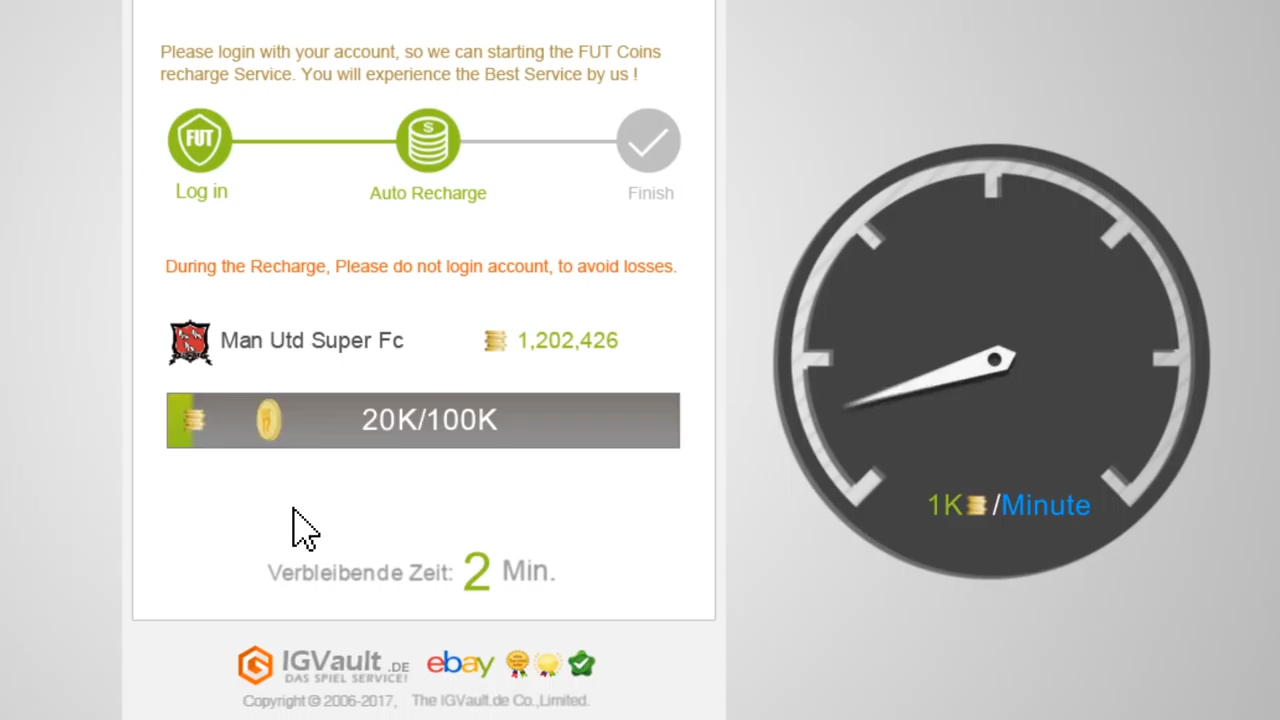 Please login with your account, so we can starting the FUT Coins
recharge Service. You will experience the Best Service by us !
FUT
$
Log in
Auto Recharge
Finish
During the Recharge, Please do not login account, to avoid losses.
Man Utd Super Fc
1,202,426
20K/100K
1K/Minute
Verbleibende Zeit: 2 Min.
IGVault.DE
DAS SPIEL SERVICE!
ebay
Copyright © 2006-2017, The IGVault.de Co.,Limited.